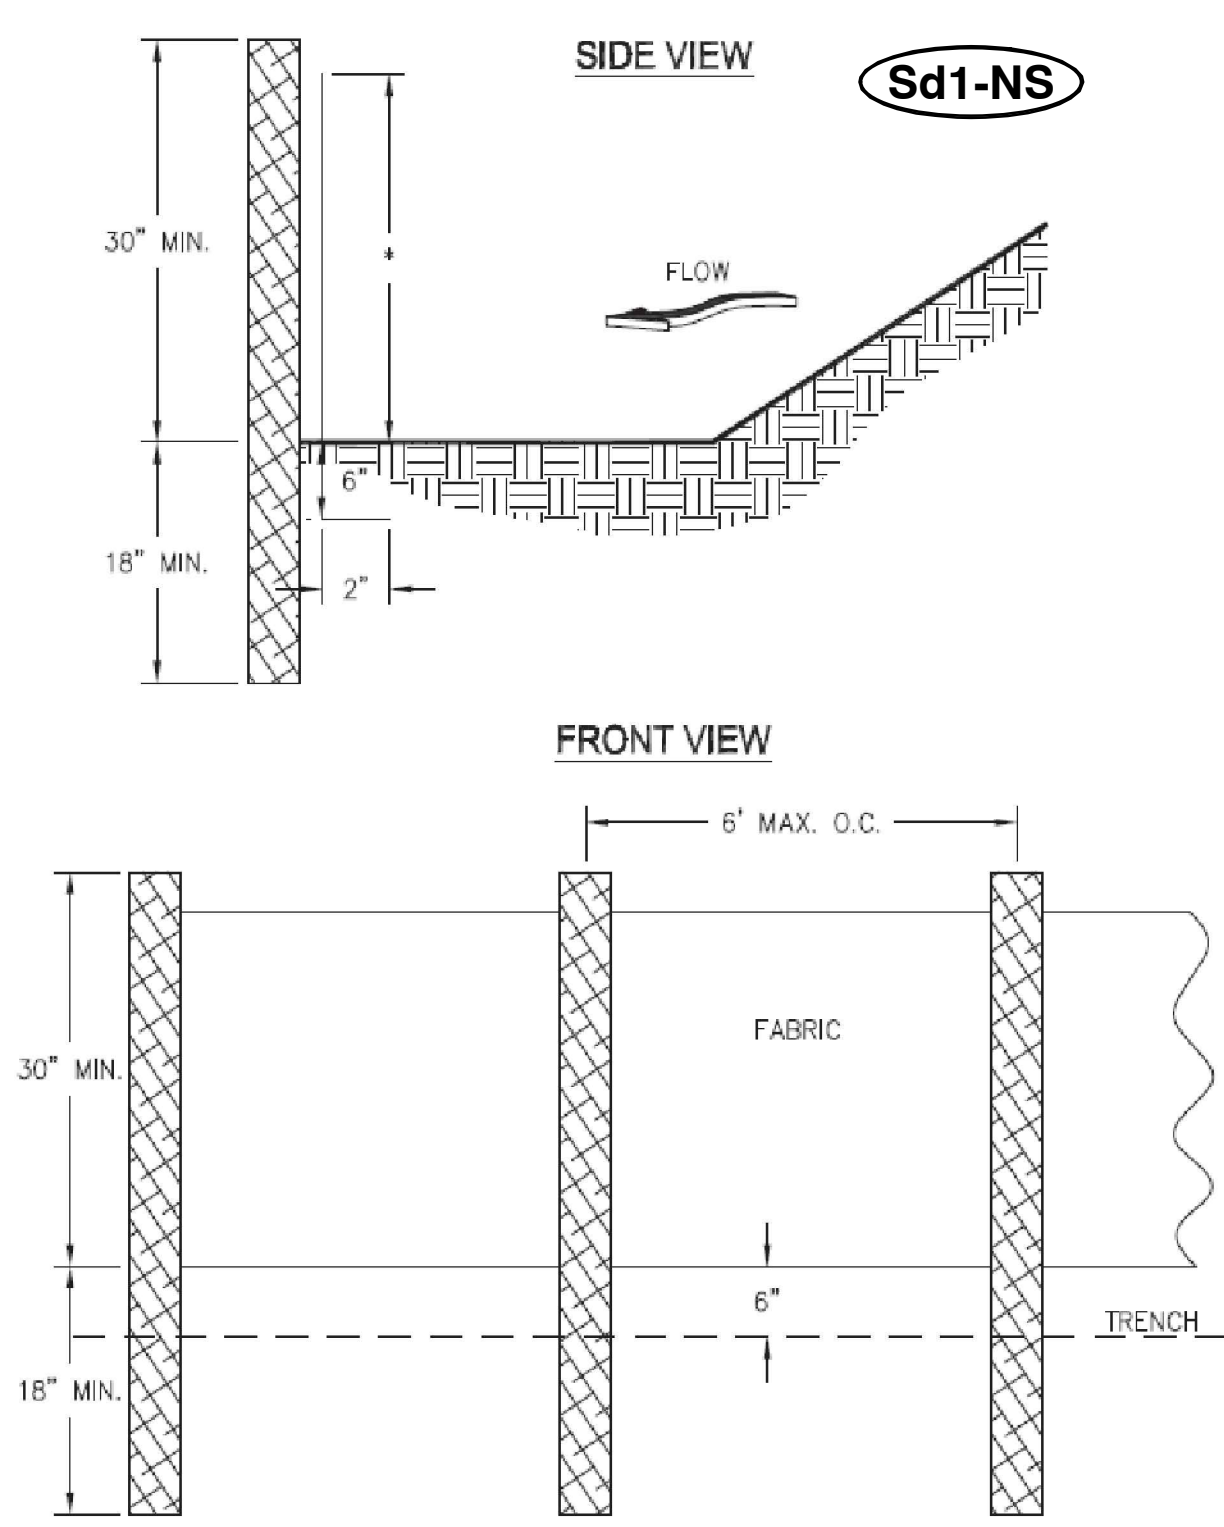 SIDE VIEW
Sd1-NS
30" MIN.
*
FLOW
6"
18" MIN.
2"
FRONT VIEW
6' MAX. O.C.
FABRIC
30" MIN.
6"
TRENCH
18" MIN.